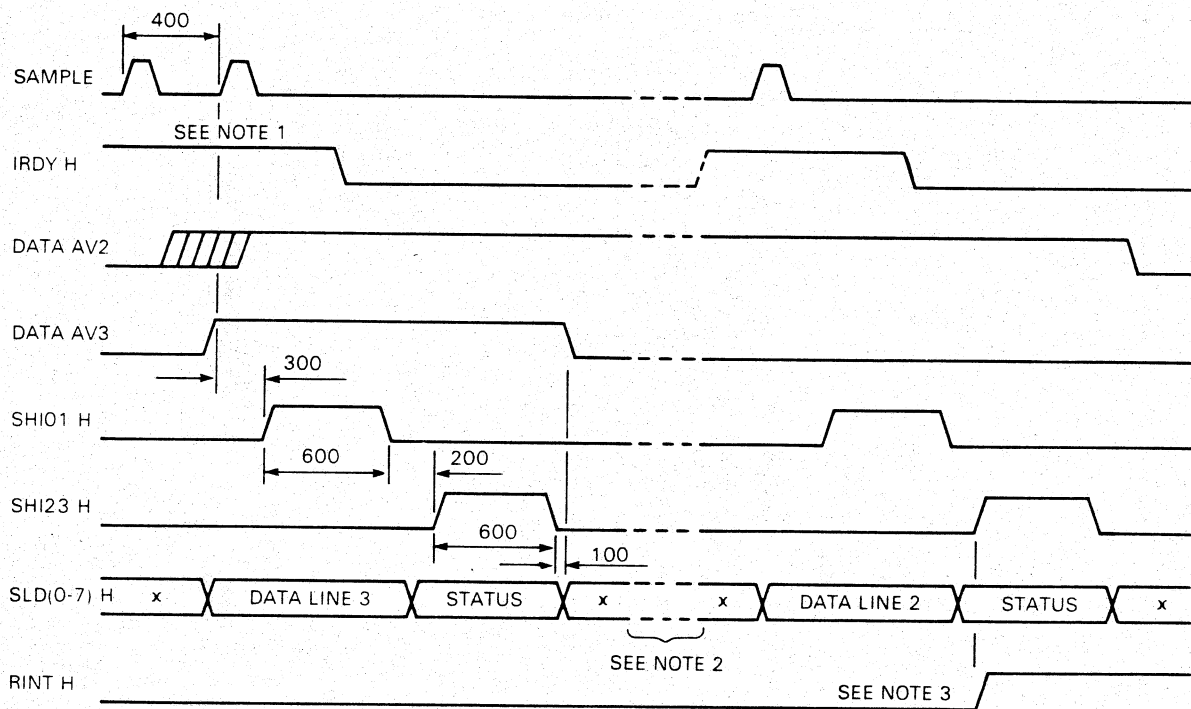 400
SAMPLE
SEE NOTE 1
IRDY H
DATA AV2
DATA AV3
300
SHI01 H
600
200
SHI23 H
600
100
SLD(0-7) H x DATA LINE 3 STATUS x x DATA LINE 2 STATUS x
SEE NOTE 2
RINT H
SEE NOTE 3